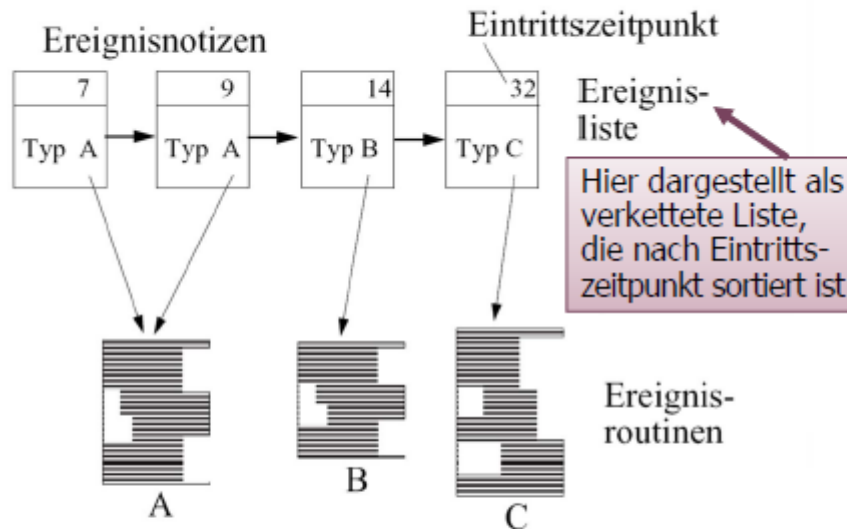 Ereignisnotizen
Eintrittszeitpunkt
7
9
14
32
Typ A
Typ A
Typ B
Typ C
Ereignis-
liste
Hier dargestellt als
verkettete Liste,
die nach Eintritts-
zeitpunkt sortiert ist
Ereignis-
routinen
A
B
C